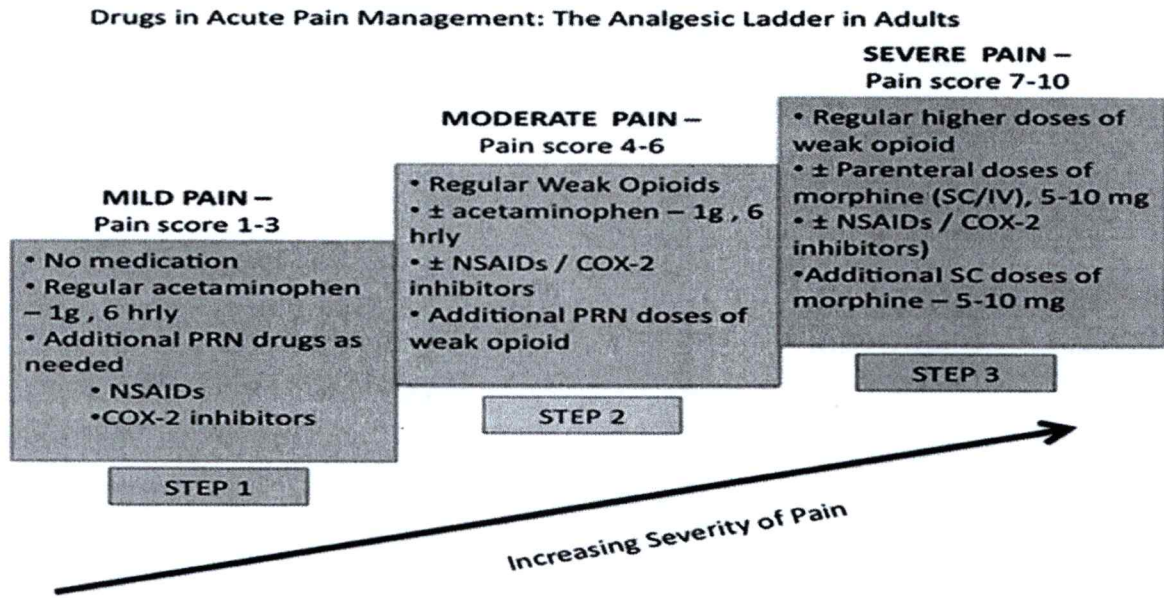 Drugs in Acute Pain Management: The Analgesic Ladder in Adults
MILD PAIN –
Pain score 1-3
• No medication
• Regular acetaminophen
– 1g , 6 hrly
• Additional PRN drugs as
needed
• NSAIDs
•COX-2 inhibitors
STEP 1
MODERATE PAIN –
Pain score 4-6
• Regular Weak Opioids
• ± acetaminophen – 1g , 6
hrly
• ± NSAIDs / COX-2
inhibitors
• Additional PRN doses of
weak opioid
STEP 2
SEVERE PAIN –
Pain score 7-10
• Regular higher doses of
weak opioid
• ± Parenteral doses of
morphine (SC/IV), 5-10 mg
• ± NSAIDs / COX-2
inhibitors)
•Additional SC doses of
morphine – 5-10 mg
STEP 3
Increasing Severity of Pain